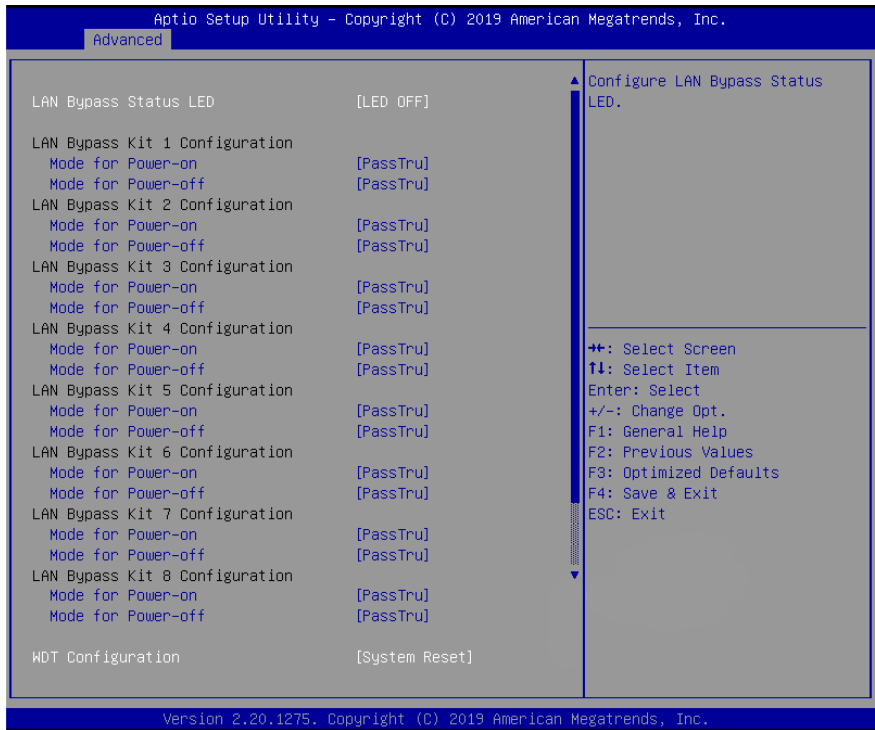 Aptio Setup Utility – Copyright (C) 2019 American Megatrends, Inc.
Advanced
LAN Bypass Status LED [LED OFF]
LAN Bypass Kit 1 Configuration
Mode for Power-on [PassTru]
Mode for Power-off [PassTru]
LAN Bypass Kit 2 Configuration
Mode for Power-on [PassTru]
Mode for Power-off [PassTru]
LAN Bypass Kit 3 Configuration
Mode for Power-on [PassTru]
Mode for Power-off [PassTru]
LAN Bypass Kit 4 Configuration
Mode for Power-on [PassTru]
Mode for Power-off [PassTru]
LAN Bypass Kit 5 Configuration
Mode for Power-on [PassTru]
Mode for Power-off [PassTru]
LAN Bypass Kit 6 Configuration
Mode for Power-on [PassTru]
Mode for Power-off [PassTru]
LAN Bypass Kit 7 Configuration
Mode for Power-on [PassTru]
Mode for Power-off [PassTru]
LAN Bypass Kit 8 Configuration
Mode for Power-on [PassTru]
Mode for Power-off [PassTru]
WDT Configuration [System Reset]
Configure LAN Bypass Status
LED.
→←: Select Screen
↑↓: Select Item
Enter: Select
+/-: Change Opt.
F1: General Help
F2: Previous Values
F3: Optimized Defaults
F4: Save & Exit
ESC: Exit
Version 2.20.1275. Copyright (C) 2019 American Megatrends, Inc.